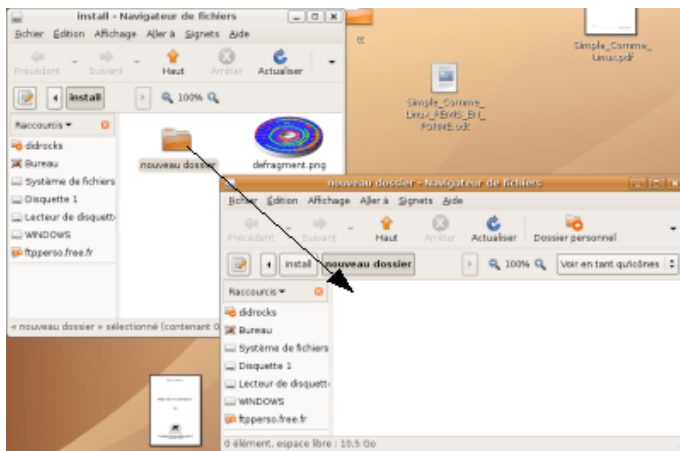 install - Navigateur de fichiers
Fichier Édition Affichage Aller à Signets Aide
Précédent Suivant Haut Arrêter Actualiser
install 100%
Raccourcis
didrocks
Bureau
Système de fichiers
Disquette 1
Lecteur de disquett
WINDOWS
ftpperso.free.fr
nouveau dossier
defragment.png
« nouveau dossier » sélectionné (contenant 0
Simple_Comme_
Linux.pdf
Simple_Comme_
Linux_REMIS_EN_
FORME.odt
nouveau dossier - Navigateur de fichiers
Fichier Édition Affichage Aller à Signets Aide
Précédent Suivant Haut Arrêter Actualiser Dossier personnel
install nouveau dossier 100% Voir en tant qu'icônes
Raccourcis
didrocks
Bureau
Système de fichiers
Disquette 1
Lecteur de disquett
WINDOWS
ftpperso.free.fr
0 élément, espace libre : 10,5 Go